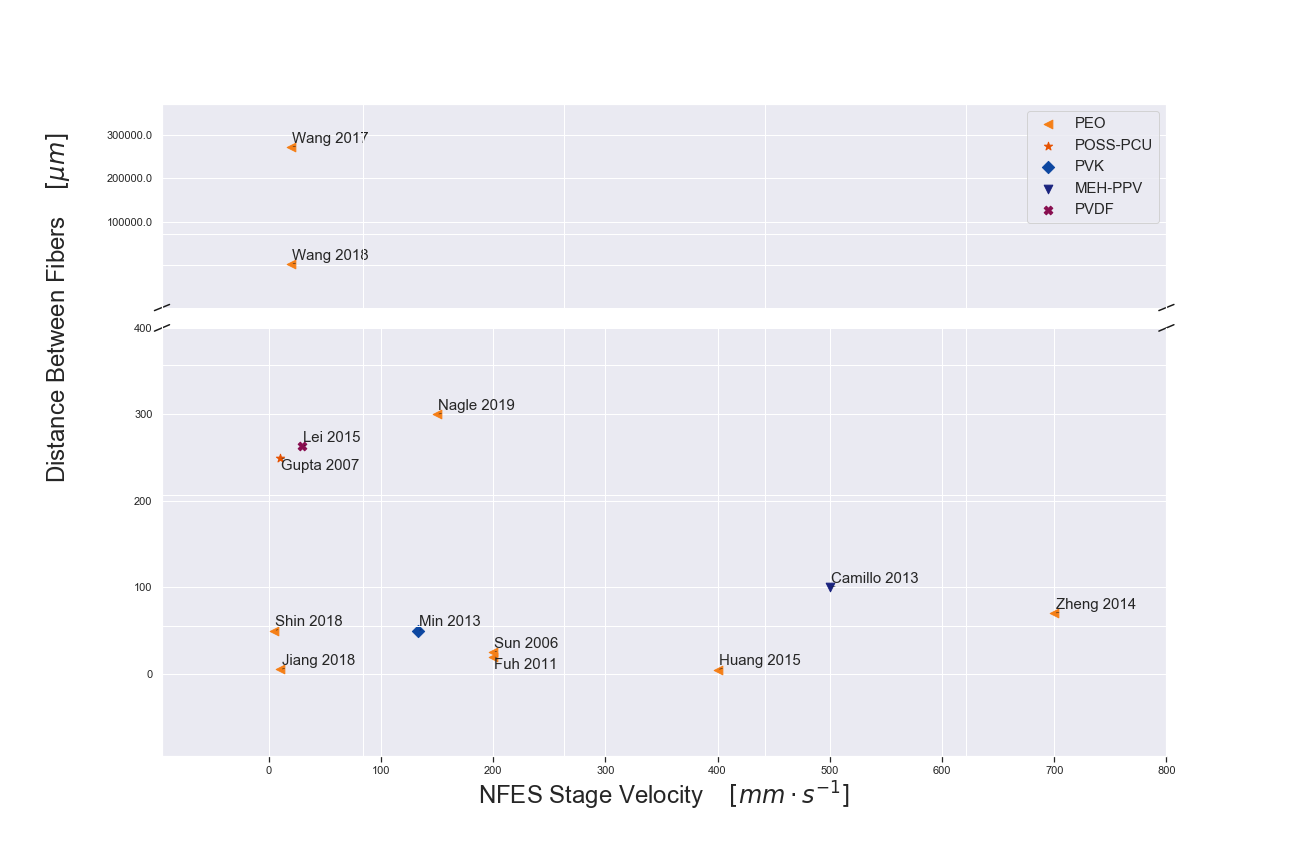 Distance Between Fibers [μm]
300000.0
200000.0
100000.0
Wang 2017
Wang 2018
PEO
POSS-PCU
PVK
MEH-PPV
PVDF
400
300
200
100
0
Nagle 2019
Lei 2015
Gupta 2007
Camillo 2013
Zheng 2014
Shin 2018
Min 2013
Sun 2006
Fuh 2011
Jiang 2018
Huang 2015
0 100 200 300 400 500 600 700 800
NFES Stage Velocity [mm · s⁻¹]